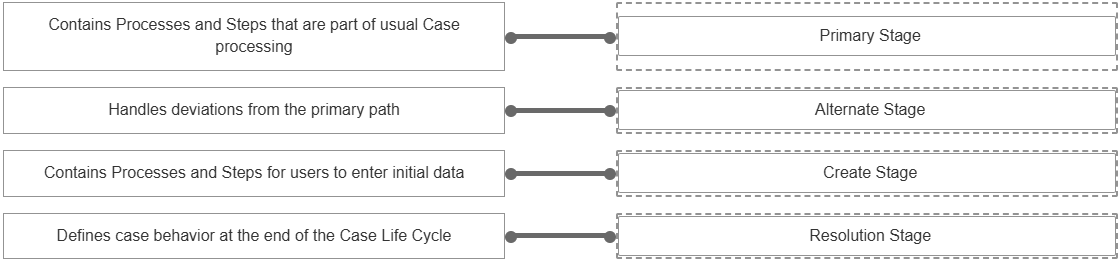 Contains Processes and Steps that are part of usual Case
processing
Primary Stage
Handles deviations from the primary path
Alternate Stage
Contains Processes and Steps for users to enter initial data
Create Stage
Defines case behavior at the end of the Case Life Cycle
Resolution Stage